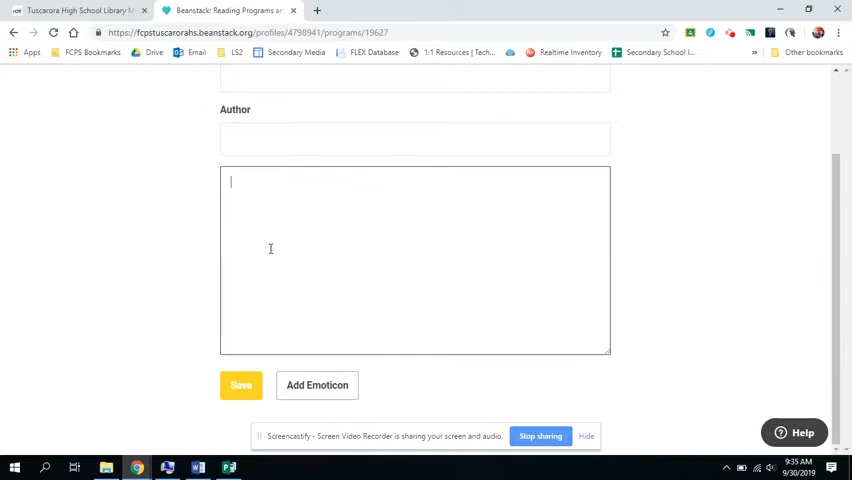 Tuscarora High School Library M
Beanstack: Reading Programs an
https://fcpstuscarorahs.beanstack.org/profiles/4798941/programs/19627
Apps
FCPS Bookmarks
Drive
Email
LS2
Secondary Media
FLEX Database
1:1 Resources | Tech...
Realtime Inventory
Secondary School I...
»
Other bookmarks
Author
Save
Add Emoticon
Screencastify - Screen Video Recorder is sharing your screen and audio.
Stop sharing
Hide
Help
9:35 AM
9/30/2019